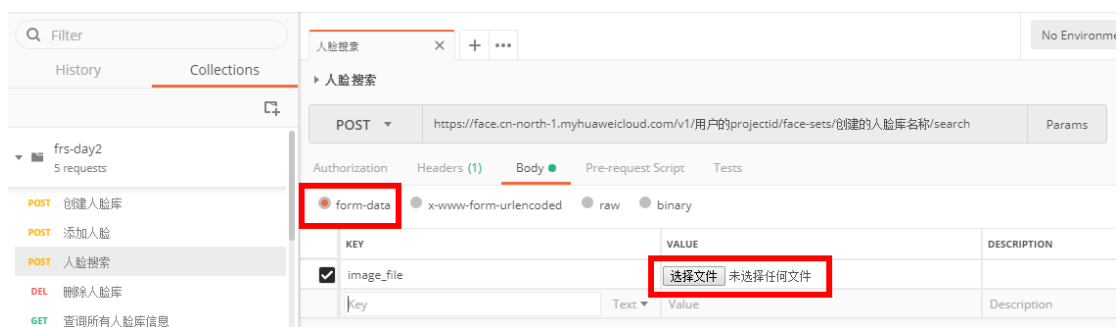 Filter
History Collections
frs-day2
5 requests
POST 创建人脸库
POST 添加人脸
POST 人脸搜索
DEL 删除人脸库
GET 查询所有人脸库信息
人脸搜索 × + •••
No Environme
人脸搜索
POST https://face.cn-north-1.myhuaweicloud.com/v1/用户的projectid/face-sets/创建的人脸库名称/search Params
Authorization Headers (1) Body Pre-request Script Tests
form-data x-www-form-urlencoded raw binary
KEY VALUE DESCRIPTION
image_file 选择文件 未选择任何文件
Key Text Value Description